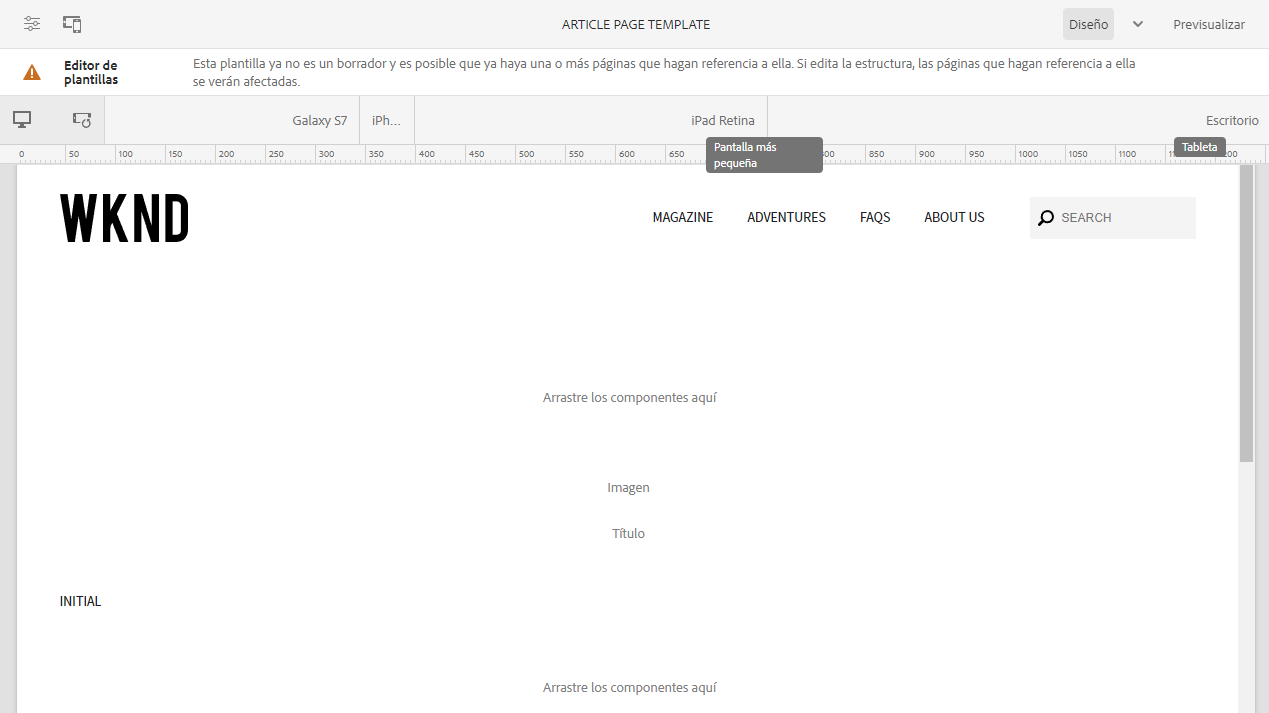 ARTICLE PAGE TEMPLATE
Diseño
Previsualizar
Editor de
plantillas
Esta plantilla ya no es un borrador y es posible que ya haya una o más páginas que hagan referencia a ella. Si edita la estructura, las páginas que hagan referencia a ella
se verán afectadas.
Galaxy S7
iPh...
iPad Retina
Escritorio
0 50 100 150 200 250 300 350 400 450 500 550 600 650 850 900 950 1000 1050 1100
Pantalla más
pequeña
Tableta
WKND
MAGAZINE
ADVENTURES
FAQS
ABOUT US
SEARCH
Arrastre los componentes aquí
Imagen
Título
INITIAL
Arrastre los componentes aquí